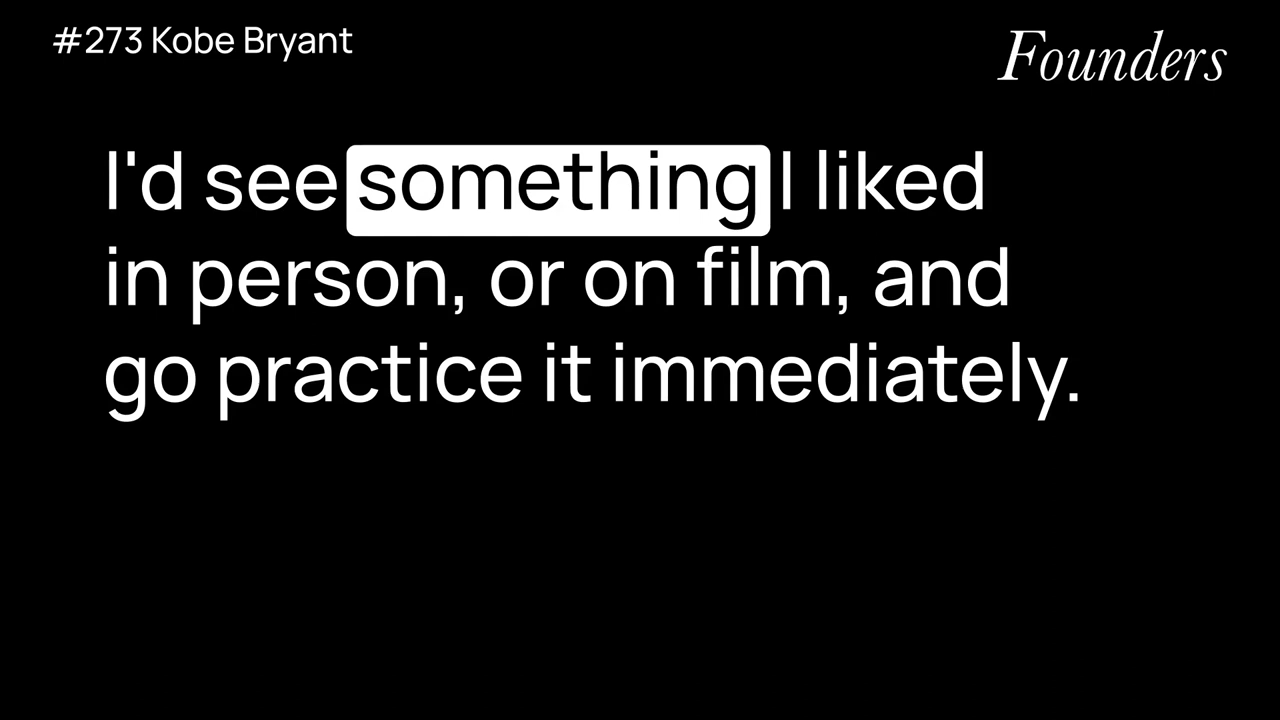 #273 Kobe Bryant
Founders
I'd see something I liked
in person, or on film, and
go practice it immediately.